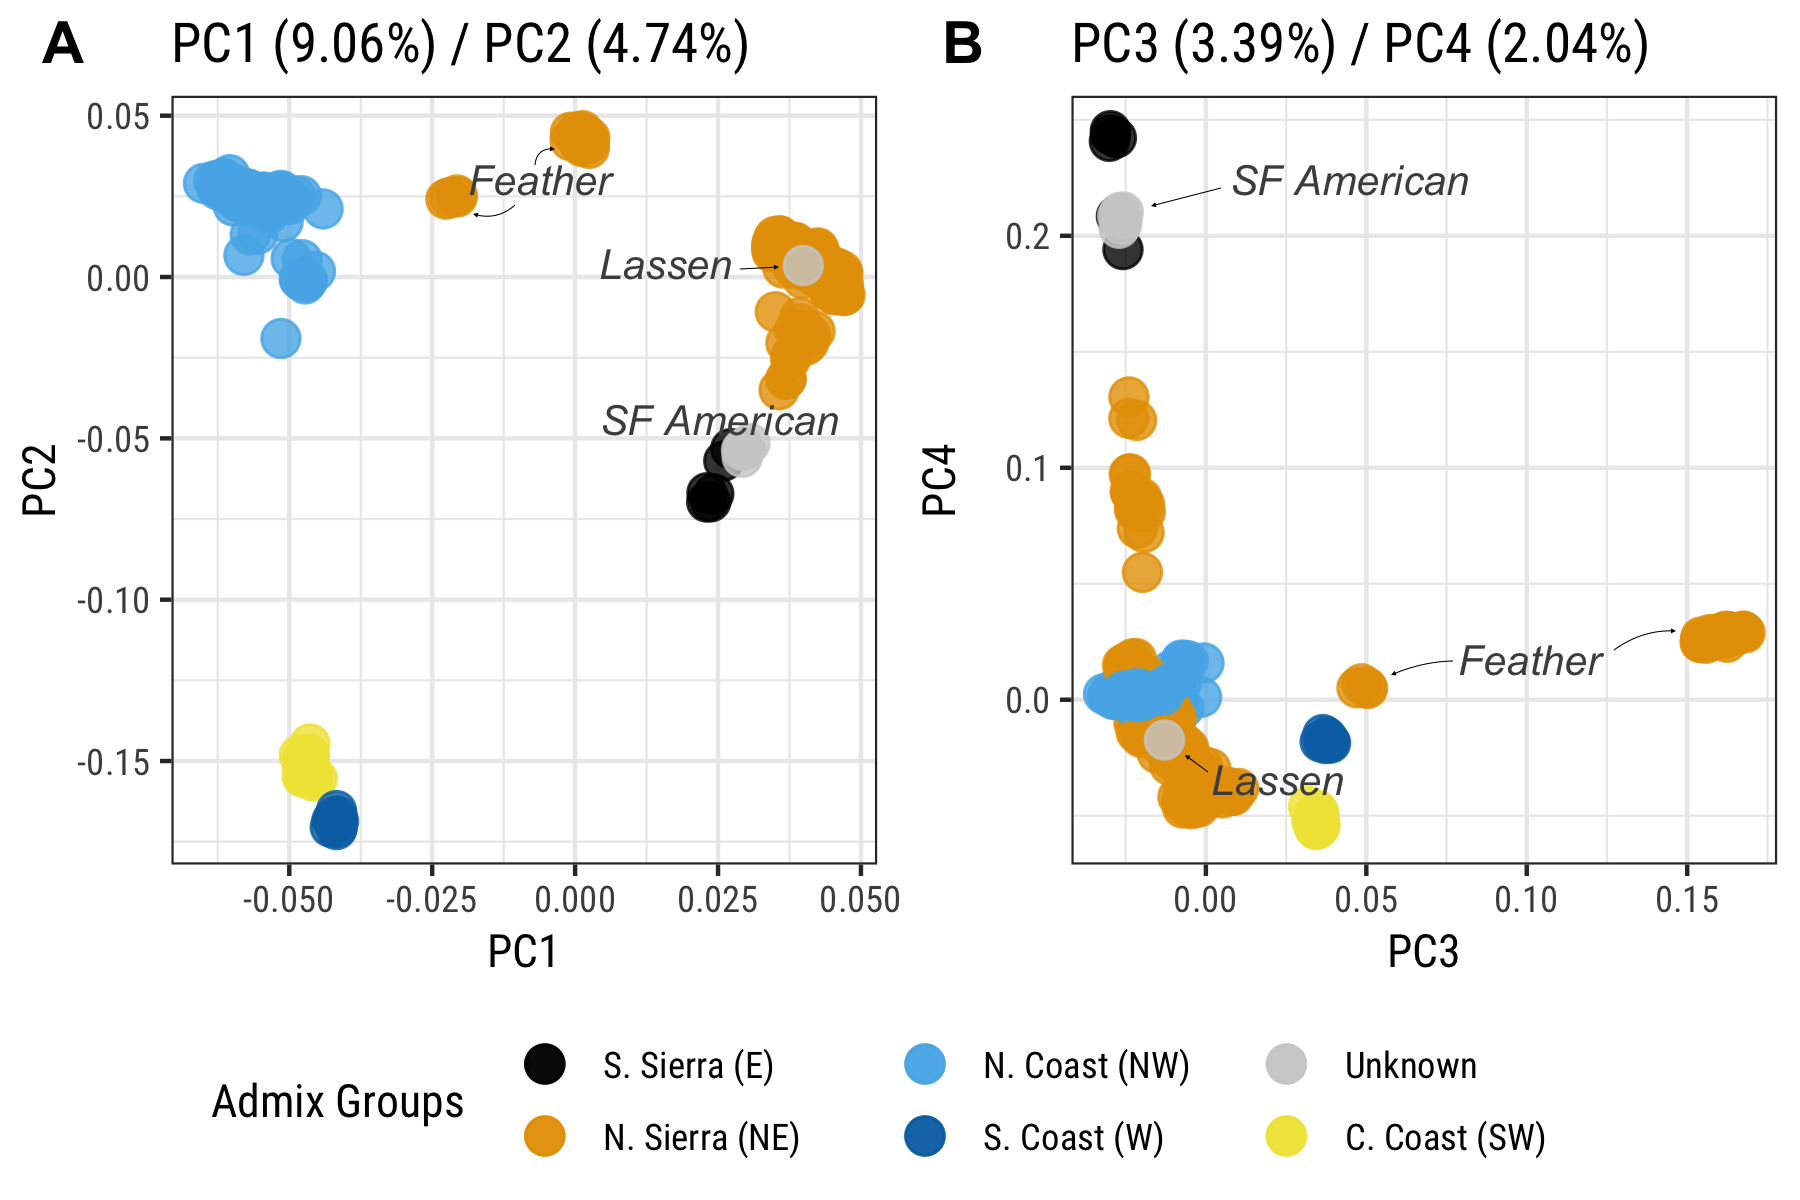 A PC1 (9.06%) / PC2 (4.74%)
0.05
0.00
-0.05
-0.10
-0.15
PC2
Feather
Lassen
SF American
-0.050 -0.025 0.000 0.025 0.050
PC1
B PC3 (3.39%) / PC4 (2.04%)
0.2
0.1
0.0
PC4
SF American
Feather
Lassen
0.00 0.05 0.10 0.15
PC3
Admix Groups
S. Sierra (E)
N. Sierra (NE)
N. Coast (NW)
S. Coast (W)
Unknown
C. Coast (SW)